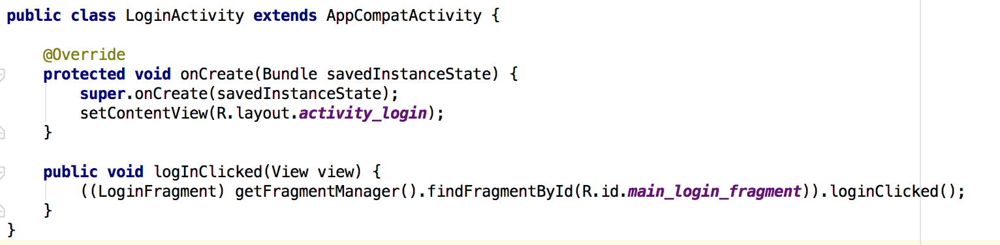 public class LoginActivity extends AppCompatActivity {
@Override
protected void onCreate(Bundle savedInstanceState) {
super.onCreate(savedInstanceState);
setContentView(R.layout.activity_login);
}
public void logInClicked(View view) {
((LoginFragment) getFragmentManager().findFragmentById(R.id.main_login_fragment)).loginClicked();
}
}